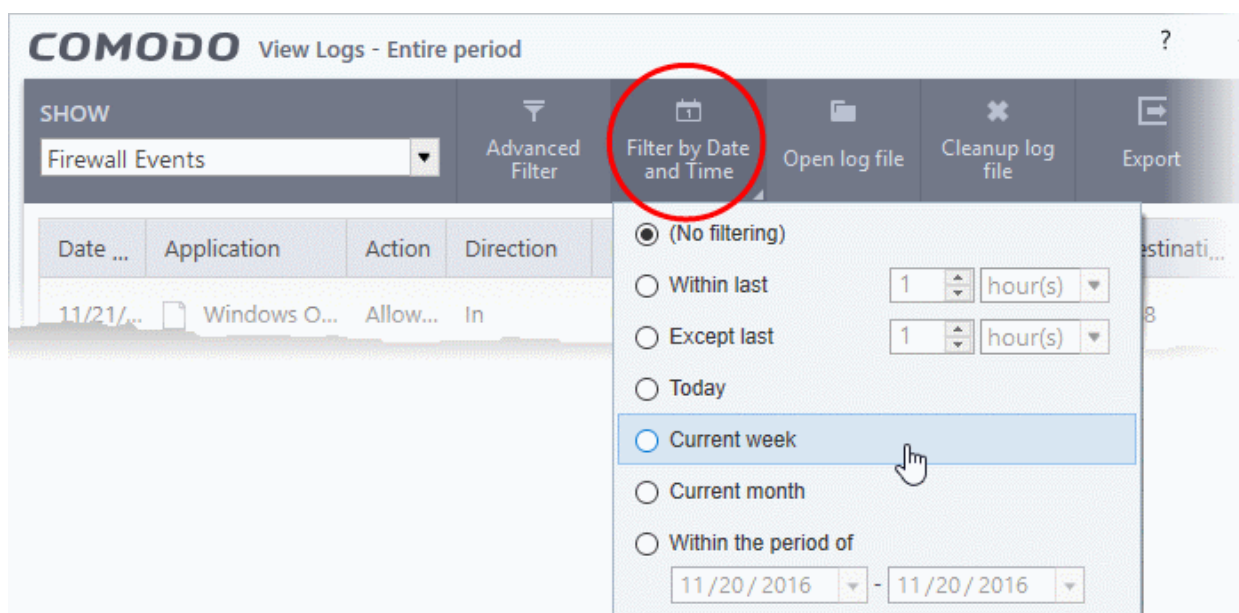 COMODO View Logs - Entire period ?
SHOW
Firewall Events
Advanced Filter
Filter by Date and Time
1
Open log file
Cleanup log file
Export
Date ... Application Action Direction estinati...
11/21/... Windows O... Allow... In 8
(No filtering)
Within last 1 hour(s)
Except last 1 hour(s)
Today
Current week
Current month
Within the period of
11/20/2016 - 11/20/2016